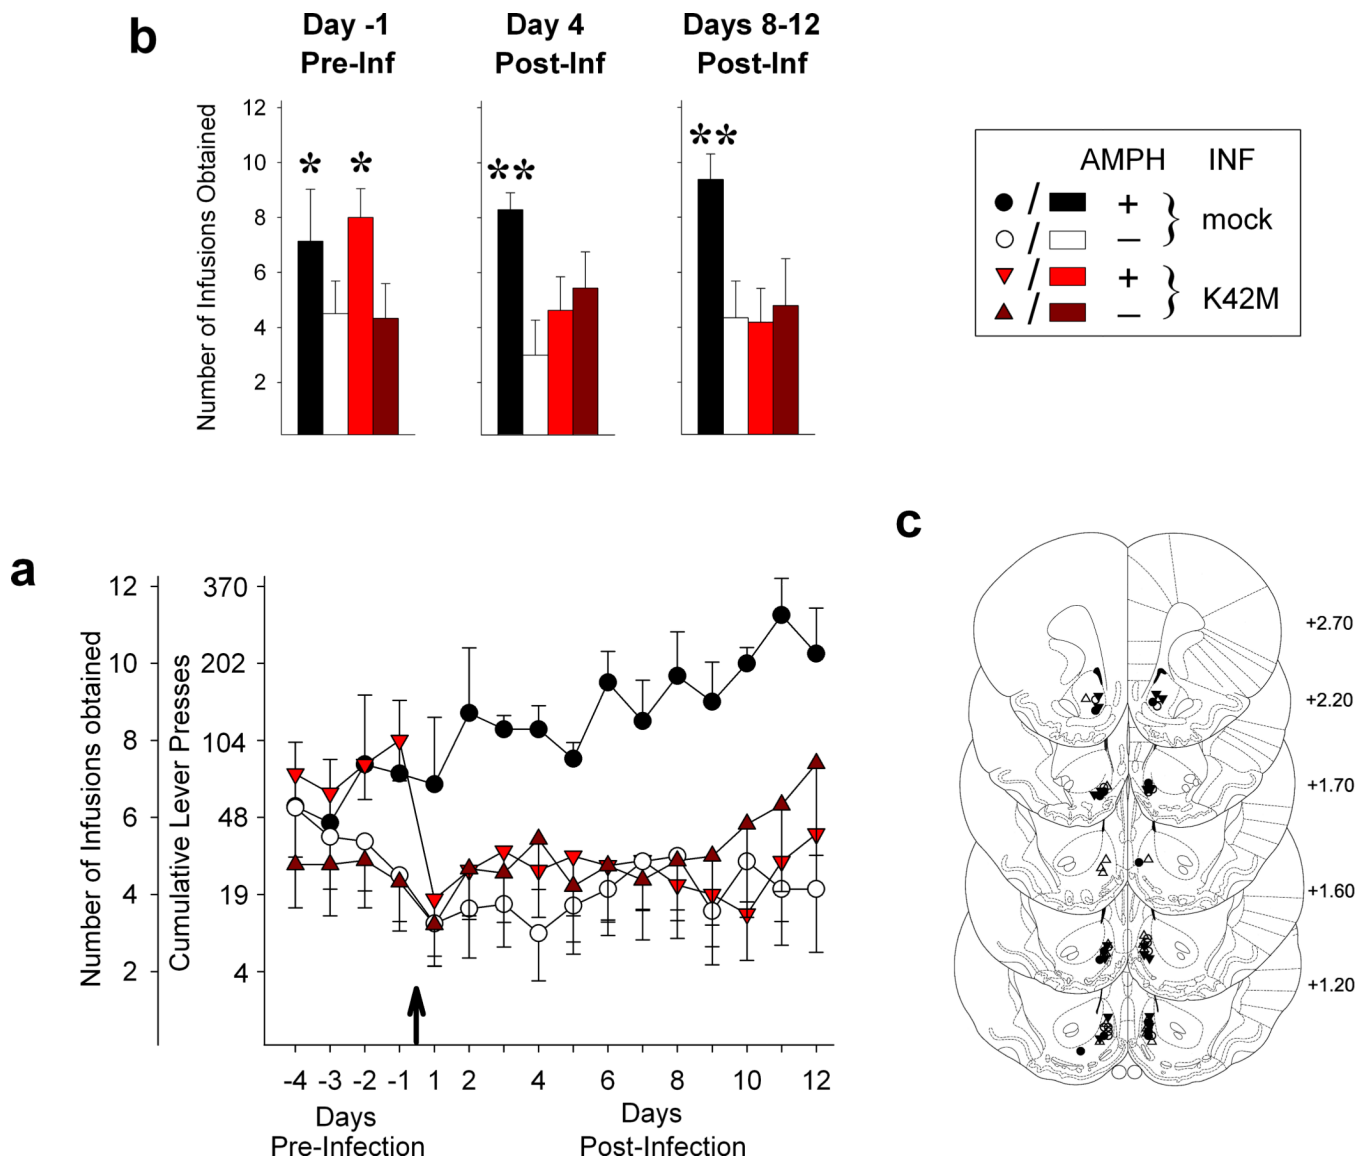 b
Day -1
Pre-Inf
Day 4
Post-Inf
Days 8-12
Post-Inf
Number of Infusions Obtained
12
10
8
6
4
2
*
*
**
**
AMPH INF
/ +
/ −
} mock
/ +
/ −
} K42M
a
Number of Infusions obtained
12
10
8
6
4
2
Cumulative Lever Presses
370
202
104
48
19
4
-4 -3 -2 -1 1 2 4 6 8 10 12
Days
Pre-Infection
Days
Post-Infection
c
+2.70
+2.20
+1.70
+1.60
+1.20